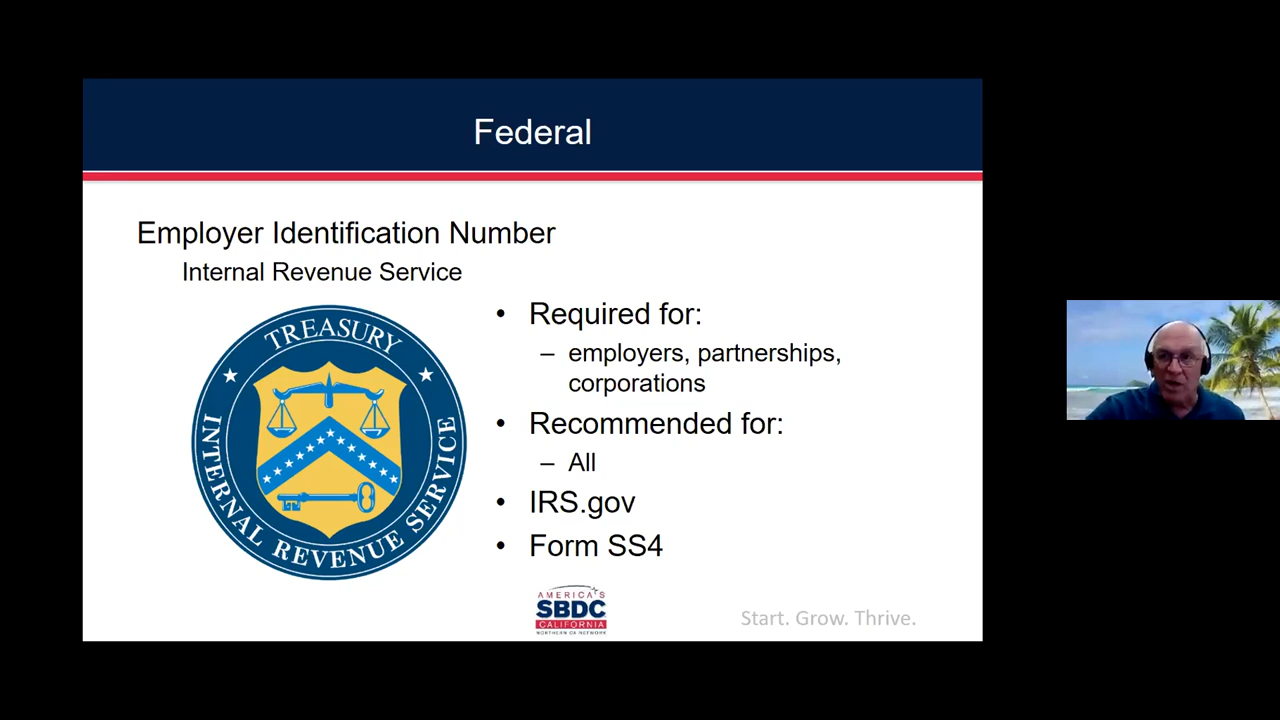 Federal
Employer Identification Number
Internal Revenue Service
TREASURY
INTERNAL REVENUE SERVICE
• Required for:
– employers, partnerships,
corporations
• Recommended for:
– All
• IRS.gov
• Form SS4
AMERICA'S
SBDC
CALIFORNIA
NORTHERN CA NETWORK
Start. Grow. Thrive.